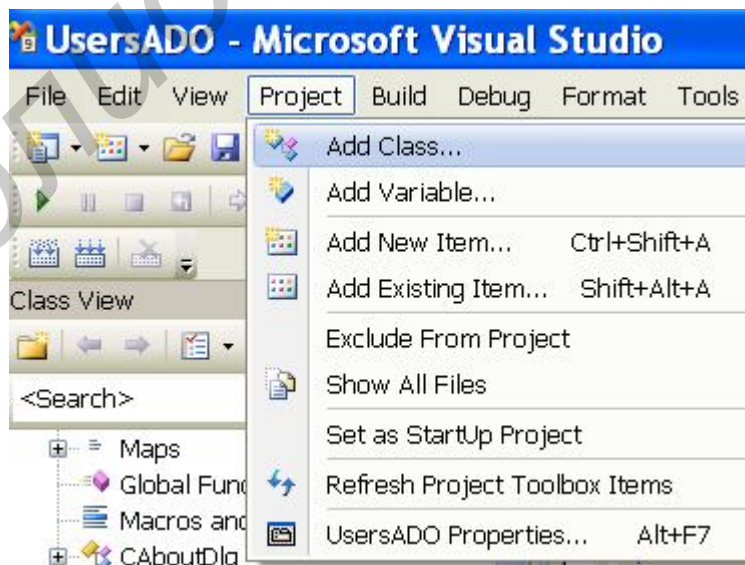 UsersADO - Microsoft Visual Studio
File Edit View Project Build Debug Format Tools
Add Class...
Add Variable...
Add New Item... Ctrl+Shift+A
Add Existing Item... Shift+Alt+A
Class View
Exclude From Project
<Search>
Show All Files
Set as StartUp Project
Maps
Global Fun
Refresh Project Toolbox Items
Macros and
UsersADO Properties... Alt+F7
CAboutDlg